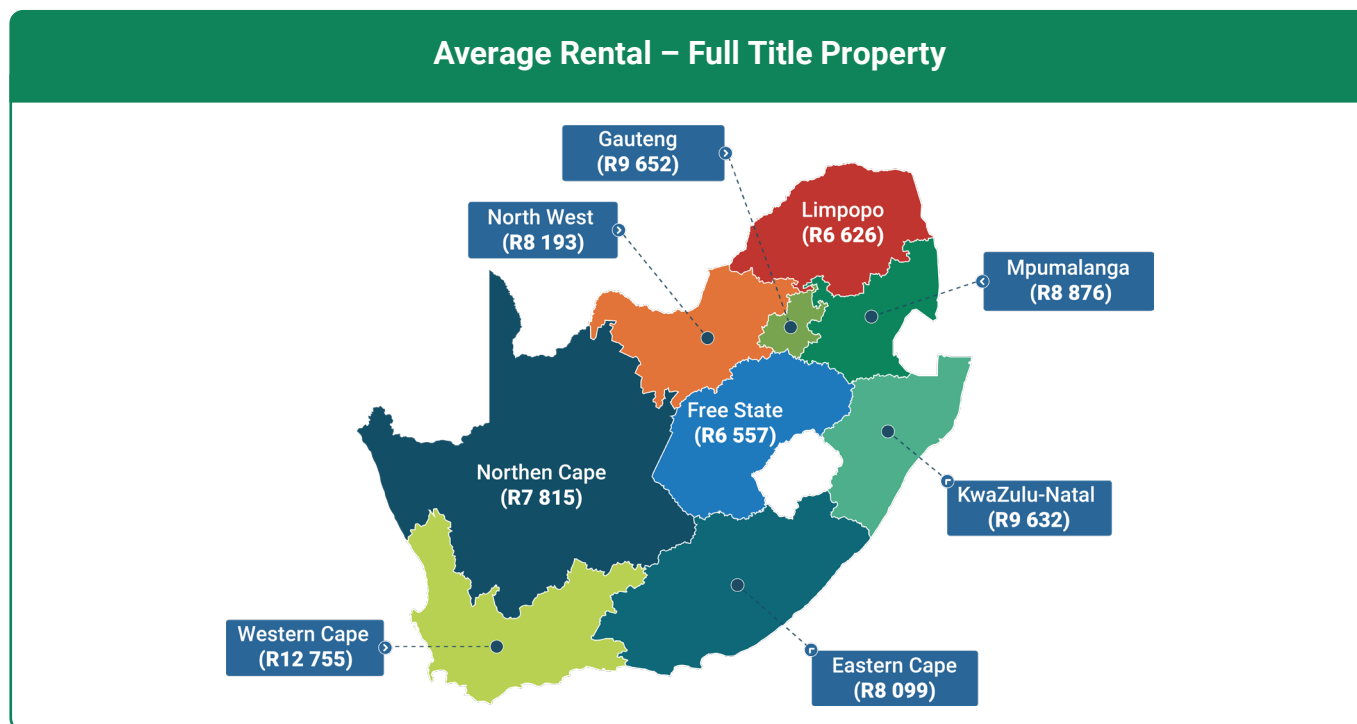 Average Rental – Full Title Property
Gauteng
(R9 652)
North West
(R8 193)
Limpopo
(R6 626)
Mpumalanga
(R8 876)
Free State
(R6 557)
Northen Cape
(R7 815)
KwaZulu-Natal
(R9 632)
Western Cape
(R12 755)
Eastern Cape
(R8 099)